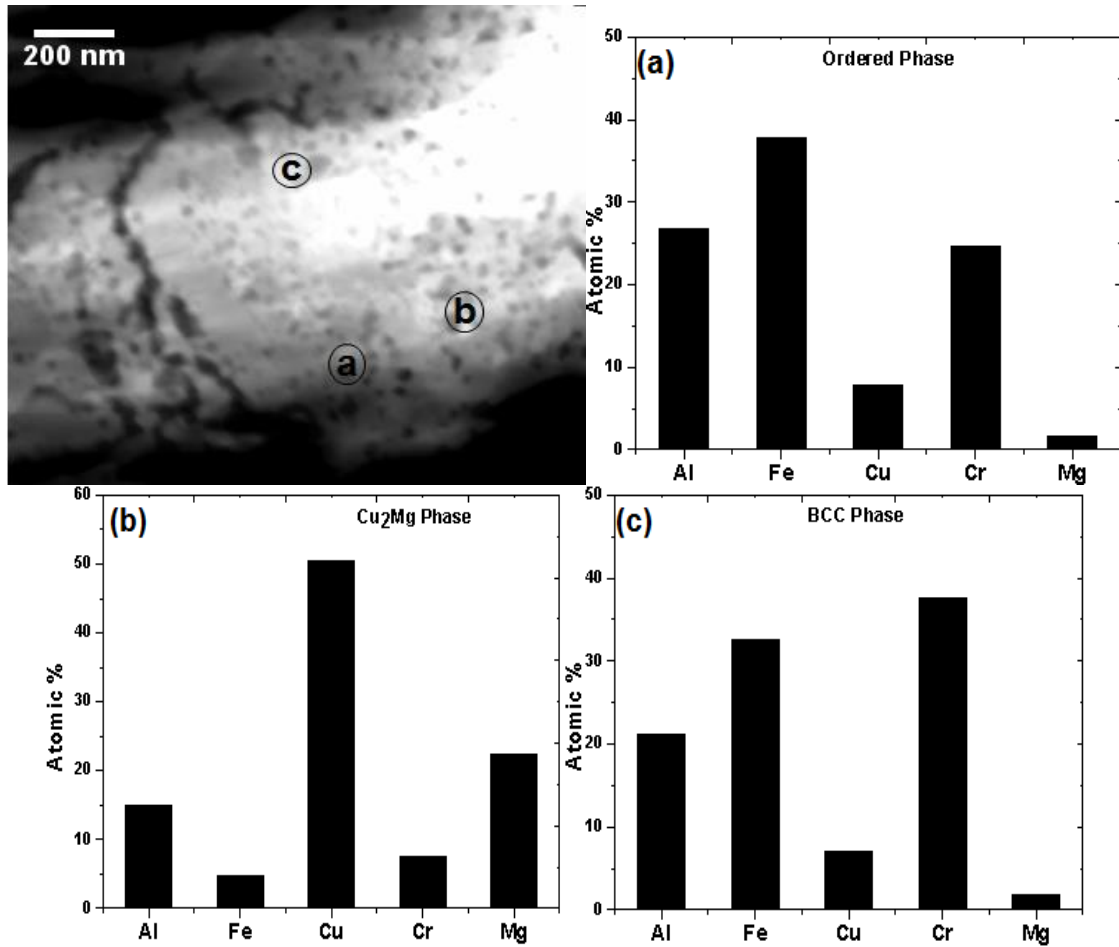 200 nm
c
b
a
(a)
Ordered Phase
50
40
30
20
10
0
Atomic %
Al Fe Cu Cr Mg
(b)
Cu2Mg Phase
60
50
40
30
20
10
0
Atomic %
Al Fe Cu Cr Mg
(c)
BCC Phase
50
40
30
20
10
0
Atomic %
Al Fe Cu Cr Mg